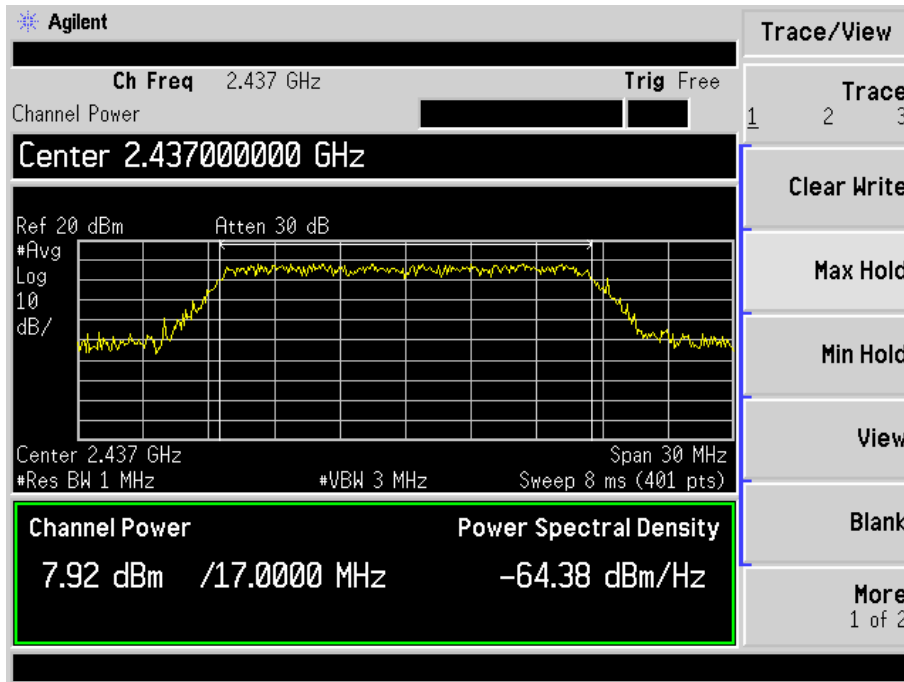 Agilent
Trace/View
Ch Freq 2.437 GHz Trig Free
Channel Power
Trace
1 2 3
Center 2.437000000 GHz
Clear Write
Ref 20 dBm Atten 30 dB
#Avg
Log
10
dB/
Max Hold
Min Hold
Center 2.437 GHz Span 30 MHz
#Res BW 1 MHz #VBW 3 MHz Sweep 8 ms (401 pts)
View
Channel Power Power Spectral Density
7.92 dBm /17.0000 MHz -64.38 dBm/Hz
Blank
More
1 of 2